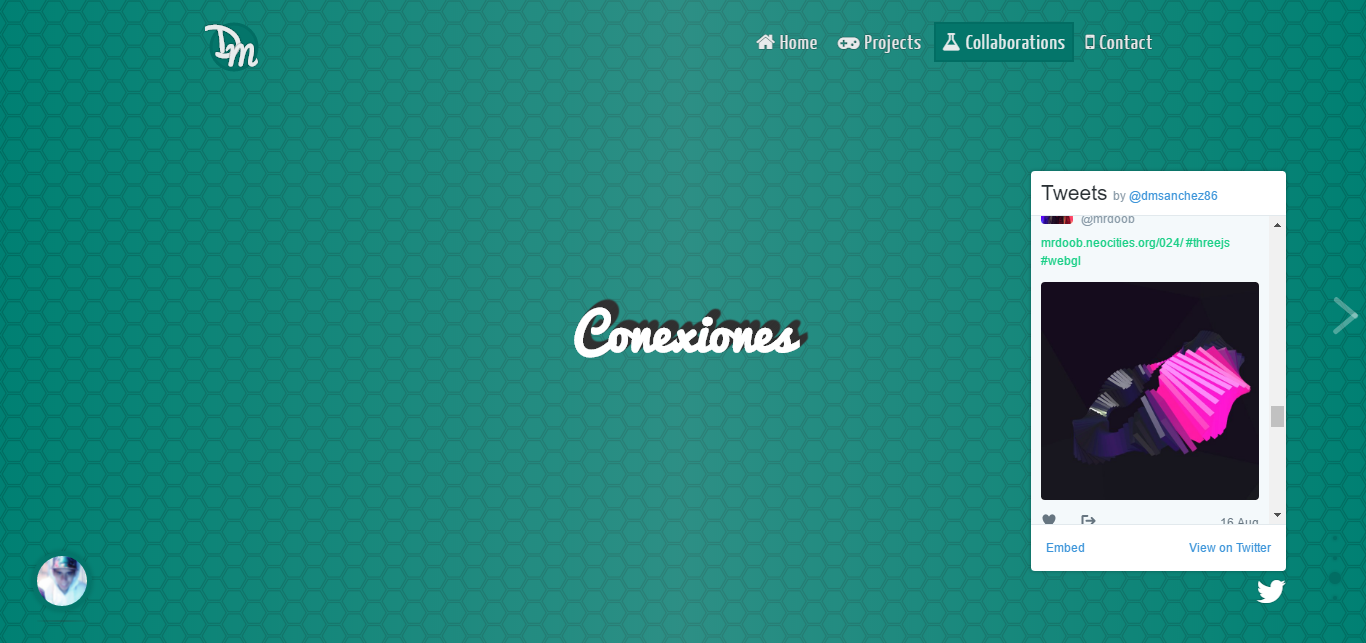 Dm
Home Projects Collaborations Contact
Tweets by @dmsanchez86
@mrdoob
mrdoob.neocities.org/024/ #threejs
#webgl
Conexiones
16 Aug
Embed View on Twitter